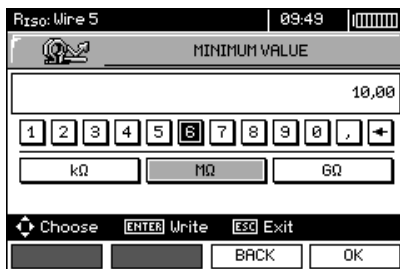 RISO: Wire 5 09:49
MINIMUM VALUE
10,00
1 2 3 4 5 6 7 8 9 0 ,
kΩ MΩ GΩ
Choose ENTER Write ESC Exit
BACK OK